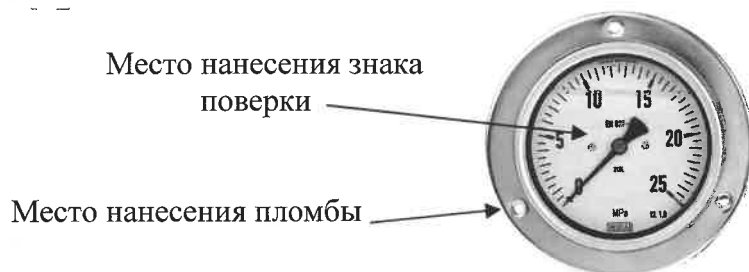 Место нанесения знака
поверки
10 15
5 20
0 25
MPa
Место нанесения пломбы